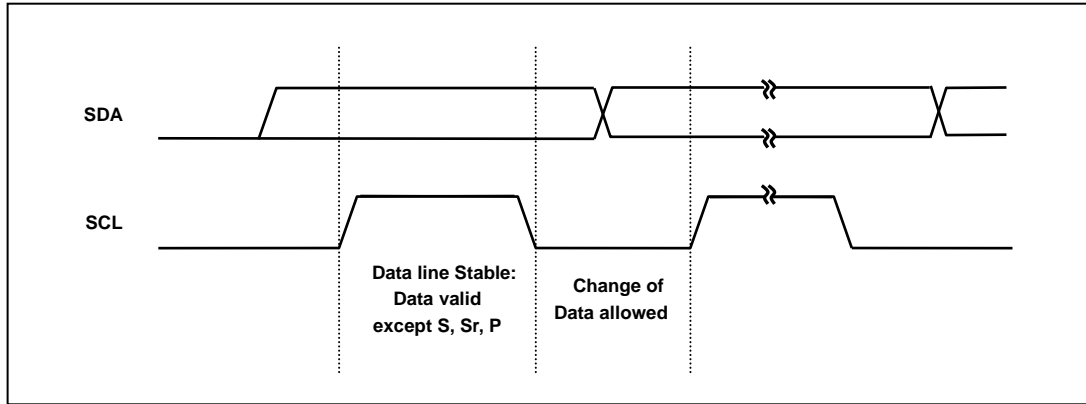 SDA
SCL
Data line Stable:
Data valid
except S, Sr, P
Change of
Data allowed